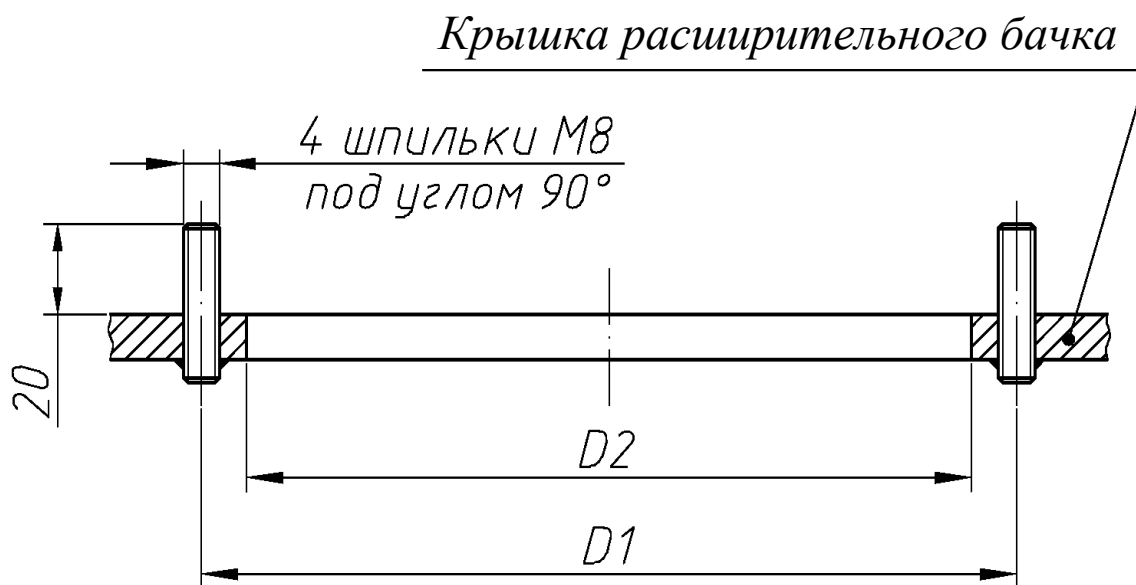 Крышка расширительного бачка
4 шпильки М8
под углом 90°
20
D2
D1